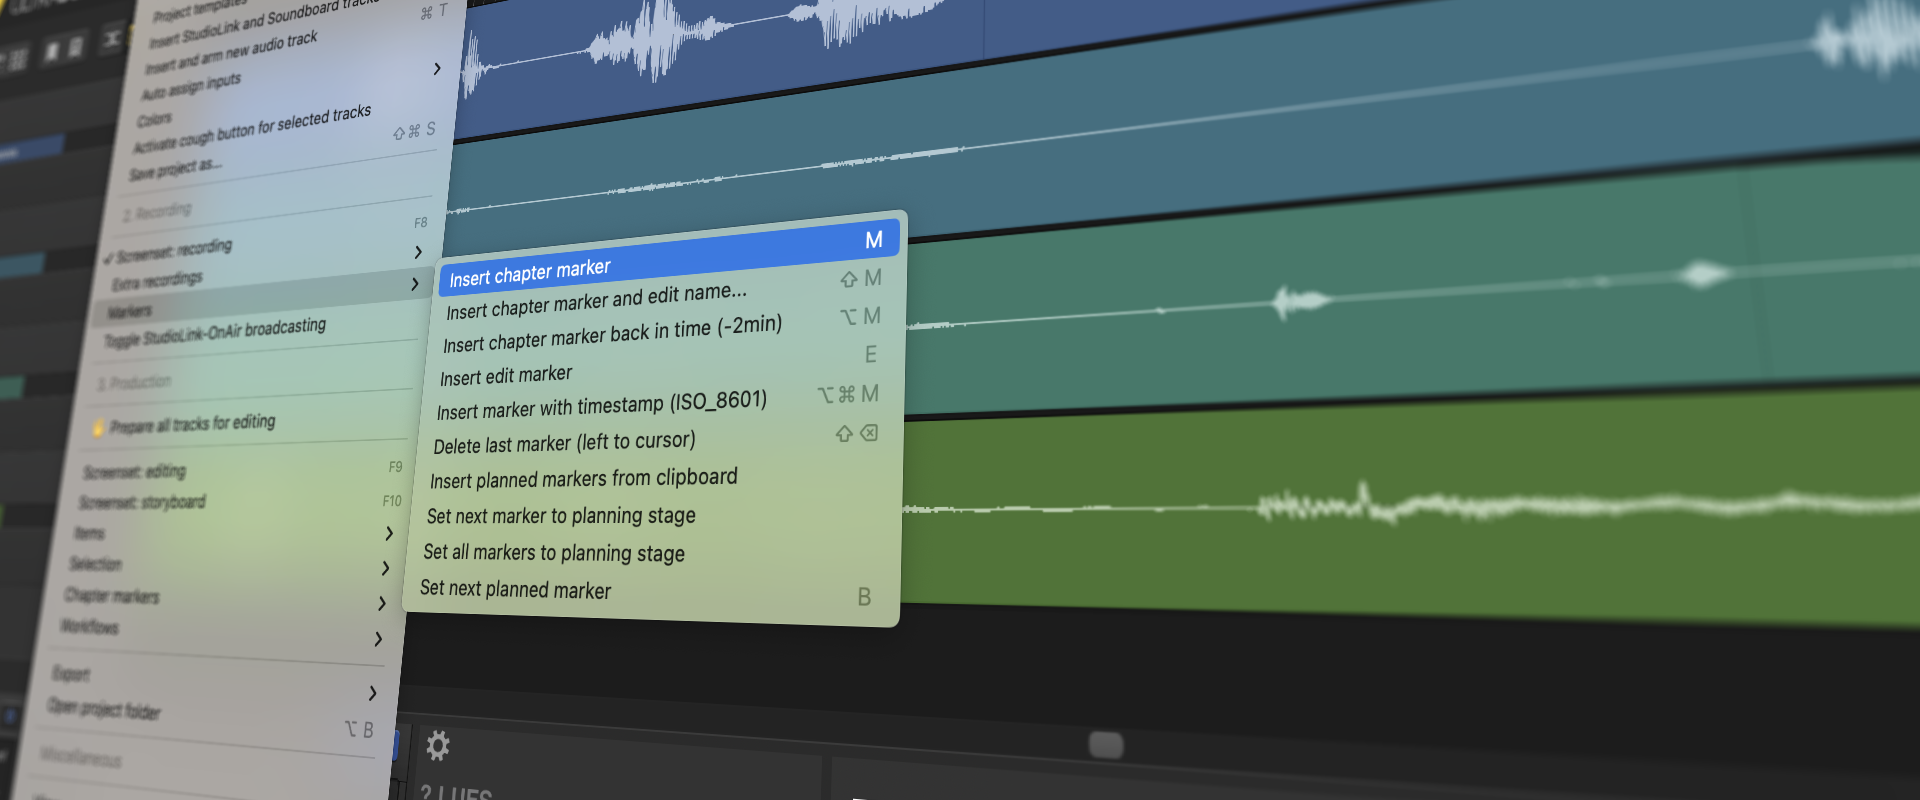 Project templates
Insert StudioLink and Soundboard tracks
⌘ T
Insert and arm new audio track
Auto assign inputs
Colors
Activate cough button for selected tracks
Save project as...
⇧⌘ S
2. Recording
✓ Screenset: recording
F8
Extra recordings
Markers
Toggle StudioLink-OnAir broadcasting
3. Production
Prepare all tracks for editing
Screenset: editing
F9
Screenset: storyboard
F10
Items
Selection
Chapter markers
Workflows
Export
Open project folder
⌥ B
Miscellaneous
Insert chapter marker
M
Insert chapter marker and edit name...
⇧ M
Insert chapter marker back in time (-2min)
⌥ M
Insert edit marker
E
Insert marker with timestamp (ISO_8601)
⌥⌘ M
Delete last marker (left to cursor)
⇧ ⌫
Insert planned markers from clipboard
Set next marker to planning stage
Set all markers to planning stage
Set next planned marker
B